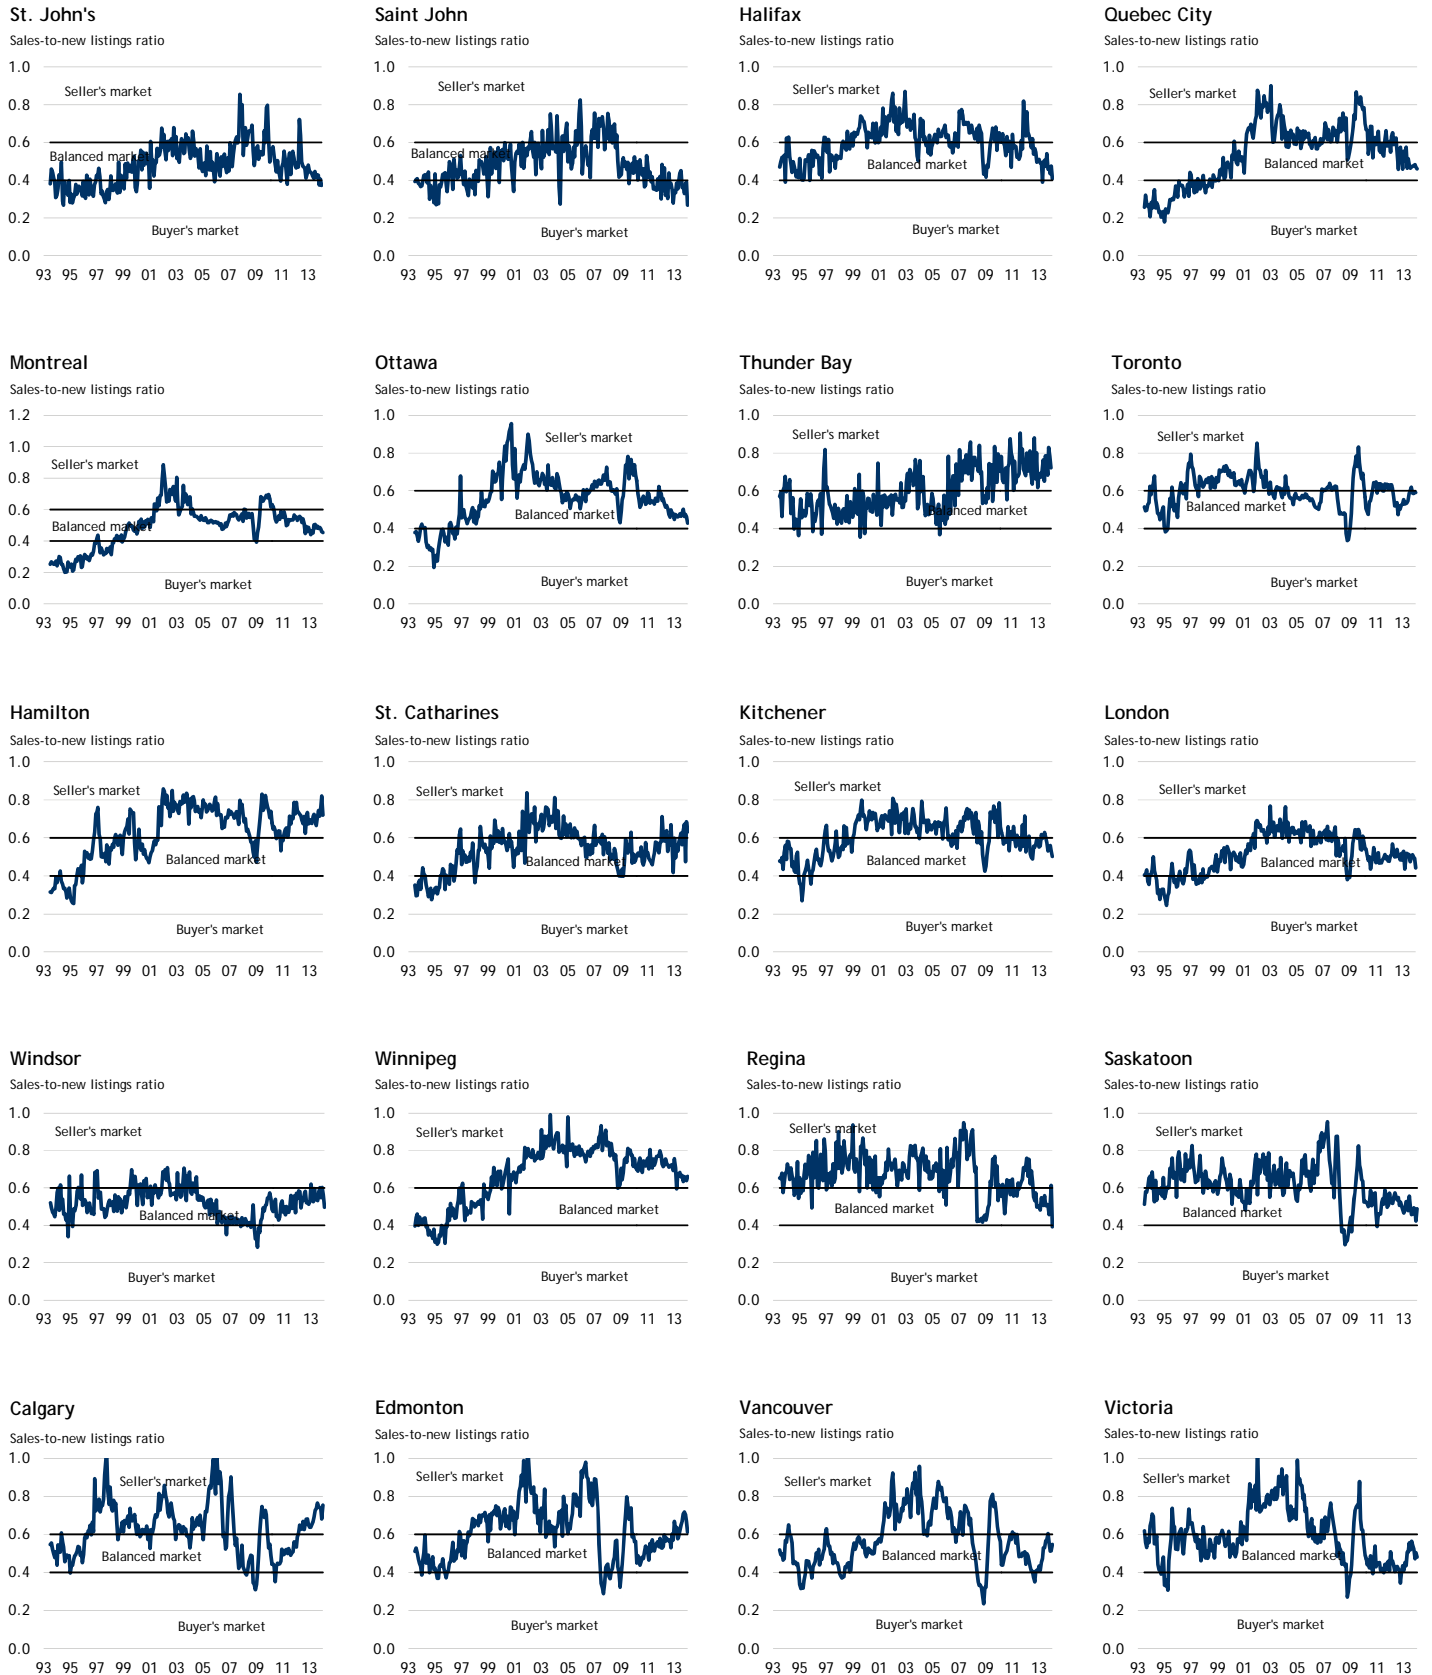 St. John's
Sales-to-new listings ratio
1.0
Seller's market
0.8
0.6
Balanced market
0.4
0.2
Buyer's market
0.0
93 95 97 99 01 03 05 07 09 11 13
Saint John
Sales-to-new listings ratio
1.0
Seller's market
0.8
0.6
Balanced market
0.4
0.2
Buyer's market
0.0
93 95 97 99 01 03 05 07 09 11 13
Halifax
Sales-to-new listings ratio
1.0
Seller's market
0.8
0.6
Balanced market
0.4
0.2
Buyer's market
0.0
93 95 97 99 01 03 05 07 09 11 13
Quebec City
Sales-to-new listings ratio
1.0
Seller's market
0.8
0.6
Balanced market
0.4
0.2
Buyer's market
0.0
93 95 97 99 01 03 05 07 09 11 13
Montreal
Sales-to-new listings ratio
1.2
1.0
Seller's market
0.8
0.6
Balanced market
0.4
0.2
Buyer's market
0.0
93 95 97 99 01 03 05 07 09 11 13
Ottawa
Sales-to-new listings ratio
1.0
Seller's market
0.8
0.6
Balanced market
0.4
0.2
Buyer's market
0.0
93 95 97 99 01 03 05 07 09 11 13
Thunder Bay
Sales-to-new listings ratio
1.0
Seller's market
0.8
0.6
Balanced market
0.4
0.2
Buyer's market
0.0
93 95 97 99 01 03 05 07 09 11 13
Toronto
Sales-to-new listings ratio
1.0
Seller's market
0.8
0.6
Balanced market
0.4
0.2
Buyer's market
0.0
93 95 97 99 01 03 05 07 09 11 13
Hamilton
Sales-to-new listings ratio
1.0
Seller's market
0.8
0.6
Balanced market
0.4
0.2
Buyer's market
0.0
93 95 97 99 01 03 05 07 09 11 13
St. Catharines
Sales-to-new listings ratio
1.0
Seller's market
0.8
0.6
Balanced market
0.4
0.2
Buyer's market
0.0
93 95 97 99 01 03 05 07 09 11 13
Kitchener
Sales-to-new listings ratio
1.0
Seller's market
0.8
0.6
Balanced market
0.4
0.2
Buyer's market
0.0
93 95 97 99 01 03 05 07 09 11 13
London
Sales-to-new listings ratio
1.0
Seller's market
0.8
0.6
Balanced market
0.4
0.2
Buyer's market
0.0
93 95 97 99 01 03 05 07 09 11 13
Windsor
Sales-to-new listings ratio
1.0
Seller's market
0.8
0.6
Balanced market
0.4
0.2
Buyer's market
0.0
93 95 97 99 01 03 05 07 09 11 13
Winnipeg
Sales-to-new listings ratio
1.0
Seller's market
0.8
0.6
Balanced market
0.4
0.2
Buyer's market
0.0
93 95 97 99 01 03 05 07 09 11 13
Regina
Sales-to-new listings ratio
1.0
Seller's market
0.8
0.6
Balanced market
0.4
0.2
Buyer's market
0.0
93 95 97 99 01 03 05 07 09 11 13
Saskatoon
Sales-to-new listings ratio
1.0
Seller's market
0.8
0.6
Balanced market
0.4
0.2
Buyer's market
0.0
93 95 97 99 01 03 05 07 09 11 13
Calgary
Sales-to-new listings ratio
1.0
Seller's market
0.8
0.6
Balanced market
0.4
0.2
Buyer's market
0.0
93 95 97 99 01 03 05 07 09 11 13
Edmonton
Sales-to-new listings ratio
1.0
Seller's market
0.8
0.6
Balanced market
0.4
0.2
Buyer's market
0.0
93 95 97 99 01 03 05 07 09 11 13
Vancouver
Sales-to-new listings ratio
1.0
Seller's market
0.8
0.6
Balanced market
0.4
0.2
Buyer's market
0.0
93 95 97 99 01 03 05 07 09 11 13
Victoria
Sales-to-new listings ratio
1.0
Seller's market
0.8
0.6
Balanced market
0.4
0.2
Buyer's market
0.0
93 95 97 99 01 03 05 07 09 11 13